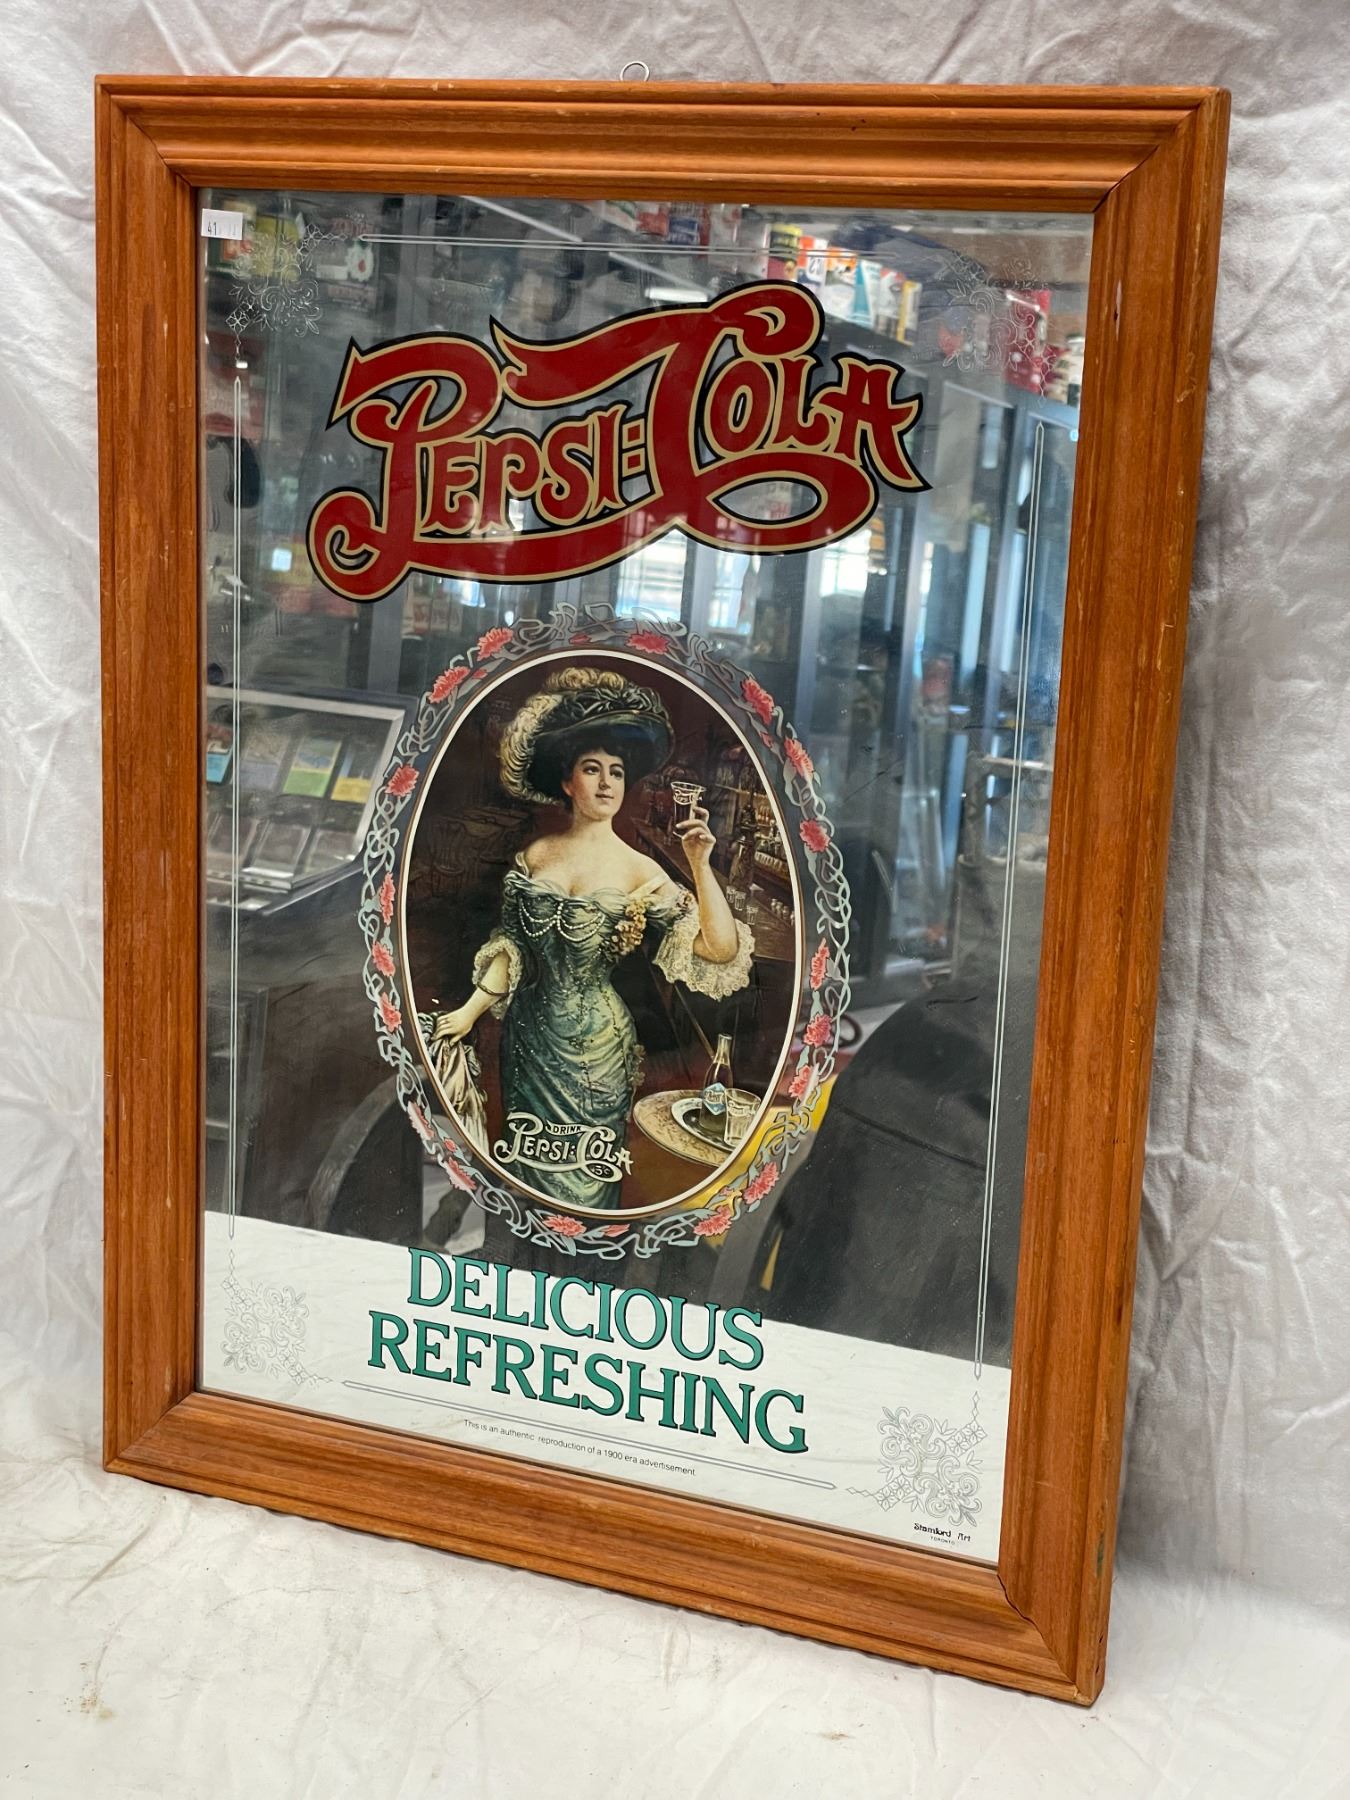 PEPSI:COLA
DRINK
PEPSI:COLA
5¢
DELICIOUS
REFRESHING
This is an authentic reproduction of a 1900 era advertisement.
Stamford Art
TORONTO